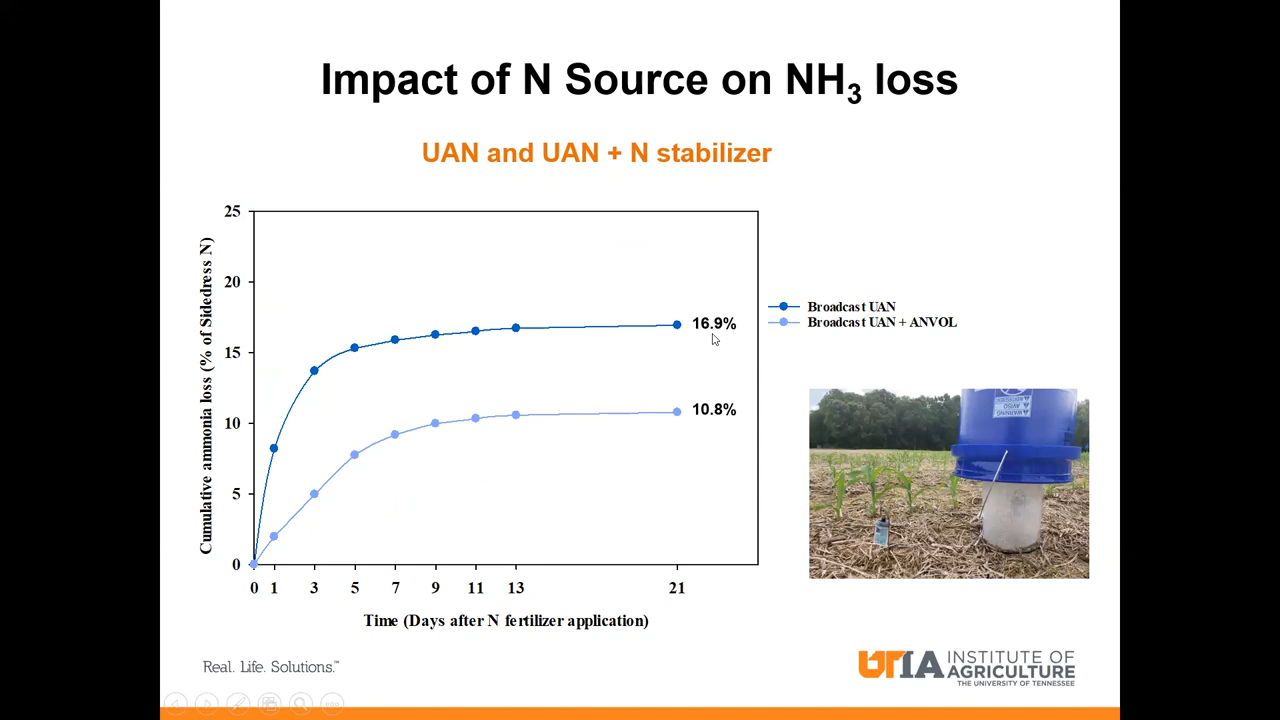 Impact of N Source on NH₃ loss
UAN and UAN + N stabilizer
Cumulative ammonia loss (% of Sidedress N)
25
20
15
10
5
0
16.9%
10.8%
0 1 3 5 7 9 11 13 21
Time (Days after N fertilizer application)
Broadcast UAN
Broadcast UAN + ANVOL
WARNING
AVISO
Real. Life. Solutions.™
UTIA INSTITUTE OF
AGRICULTURE
THE UNIVERSITY OF TENNESSEE